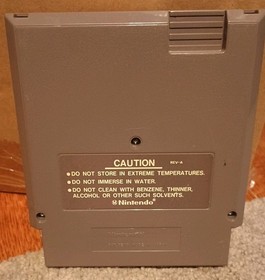 CAUTION REV-A
●DO NOT STORE IN EXTREME TEMPERATURES.
●DO NOT IMMERSE IN WATER.
●DO NOT CLEAN WITH BENZENE, THINNER,
ALCOHOL OR OTHER SUCH SOLVENTS.
Nintendo